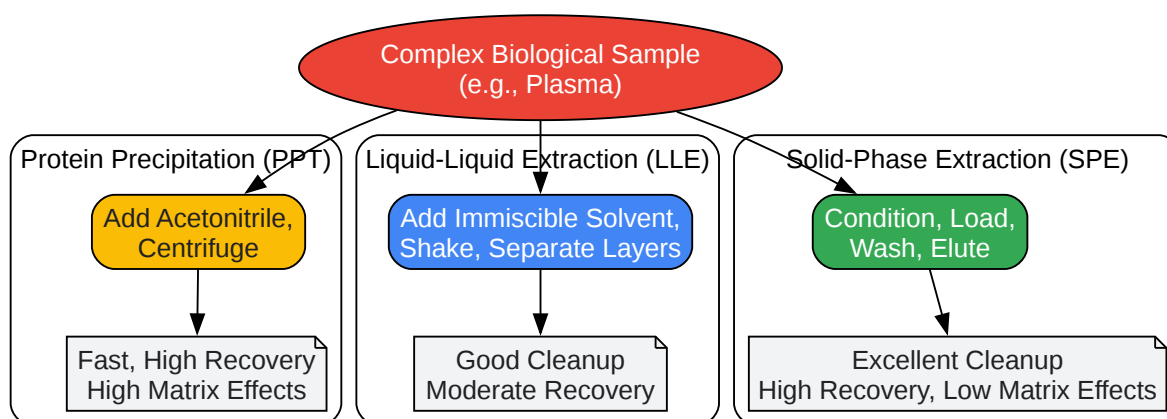 Complex Biological Sample
(e.g., Plasma)
Protein Precipitation (PPT)
Add Acetonitrile,
Centrifuge
Fast, High Recovery
High Matrix Effects
Liquid-Liquid Extraction (LLE)
Add Immiscible Solvent,
Shake, Separate Layers
Good Cleanup
Moderate Recovery
Solid-Phase Extraction (SPE)
Condition, Load,
Wash, Elute
Excellent Cleanup
High Recovery, Low Matrix Effects